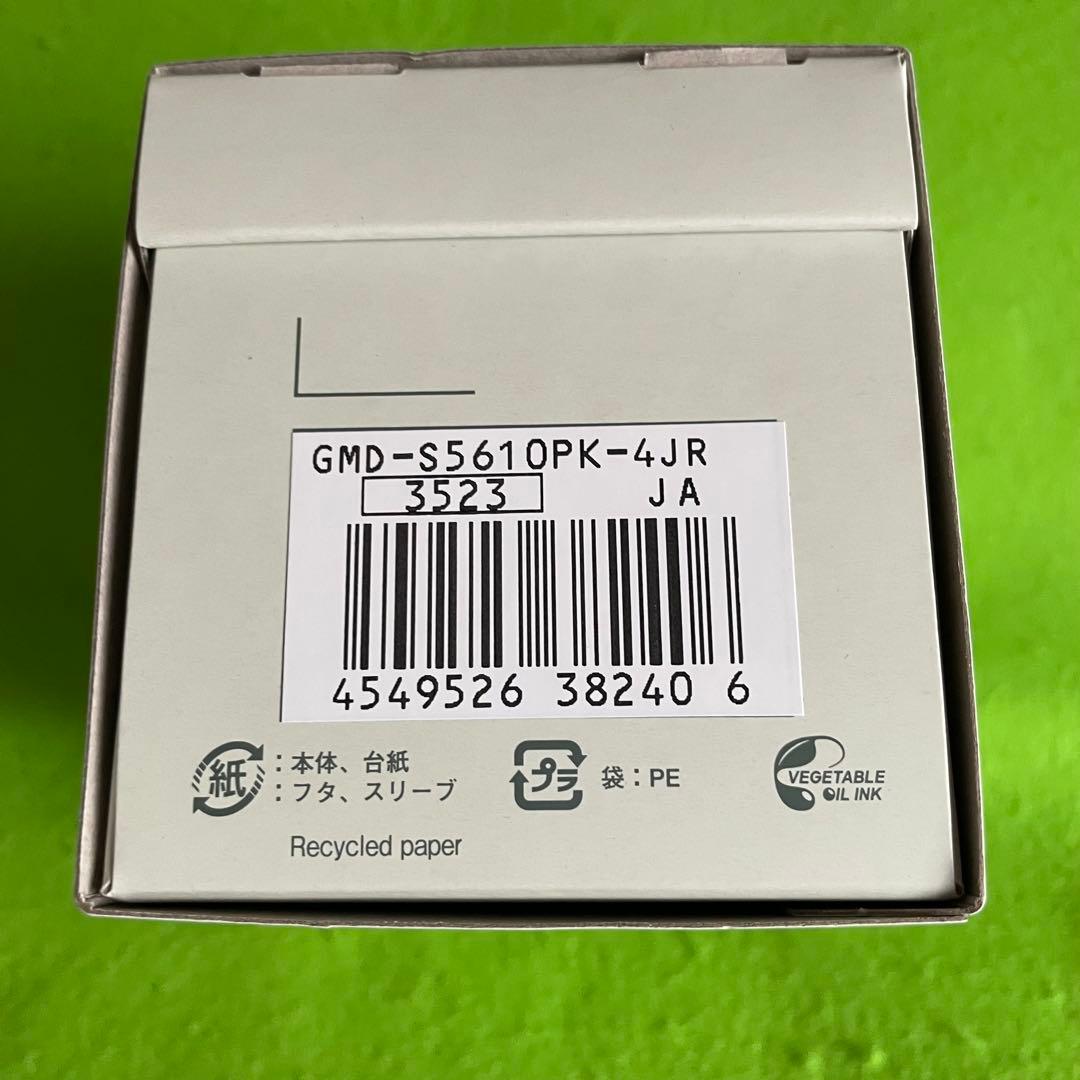 GMD-S5610PK-4JR
3523 JA
4549526 38240 6
紙:本体、台紙
:フタ、スリーブ
プラ 袋:PE
VEGETABLE
OIL INK
Recycled paper